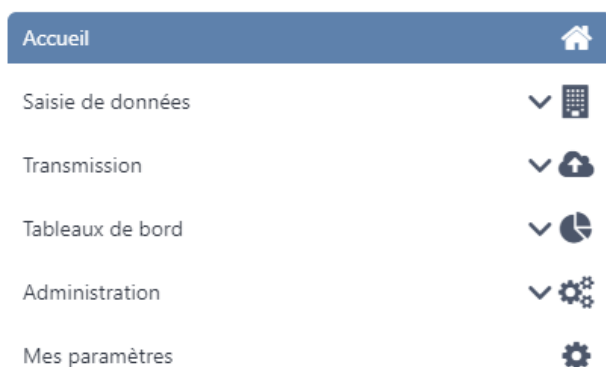 Accueil
Saisie de données
Transmission
Tableaux de bord
Administration
Mes paramètres